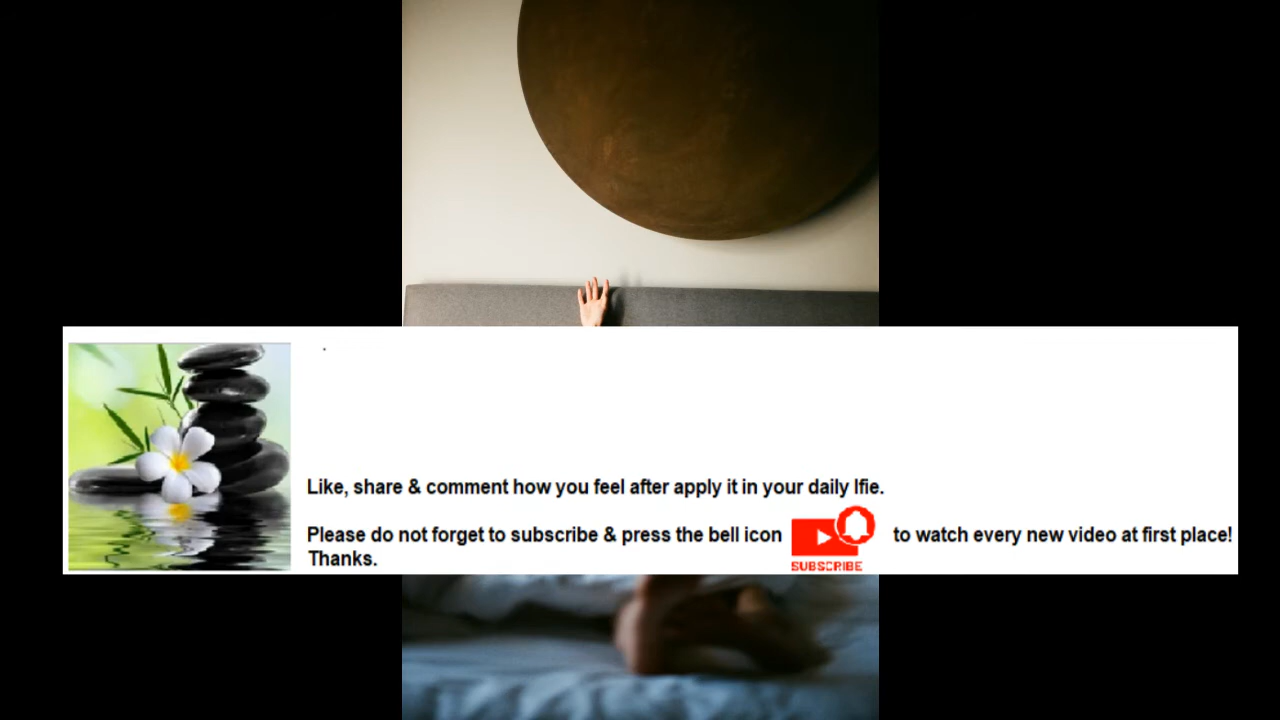 Like, share & comment how you feel after apply it in your daily lfie.
Please do not forget to subscribe & press the bell icon SUBSCRIBE to watch every new video at first place!
Thanks.